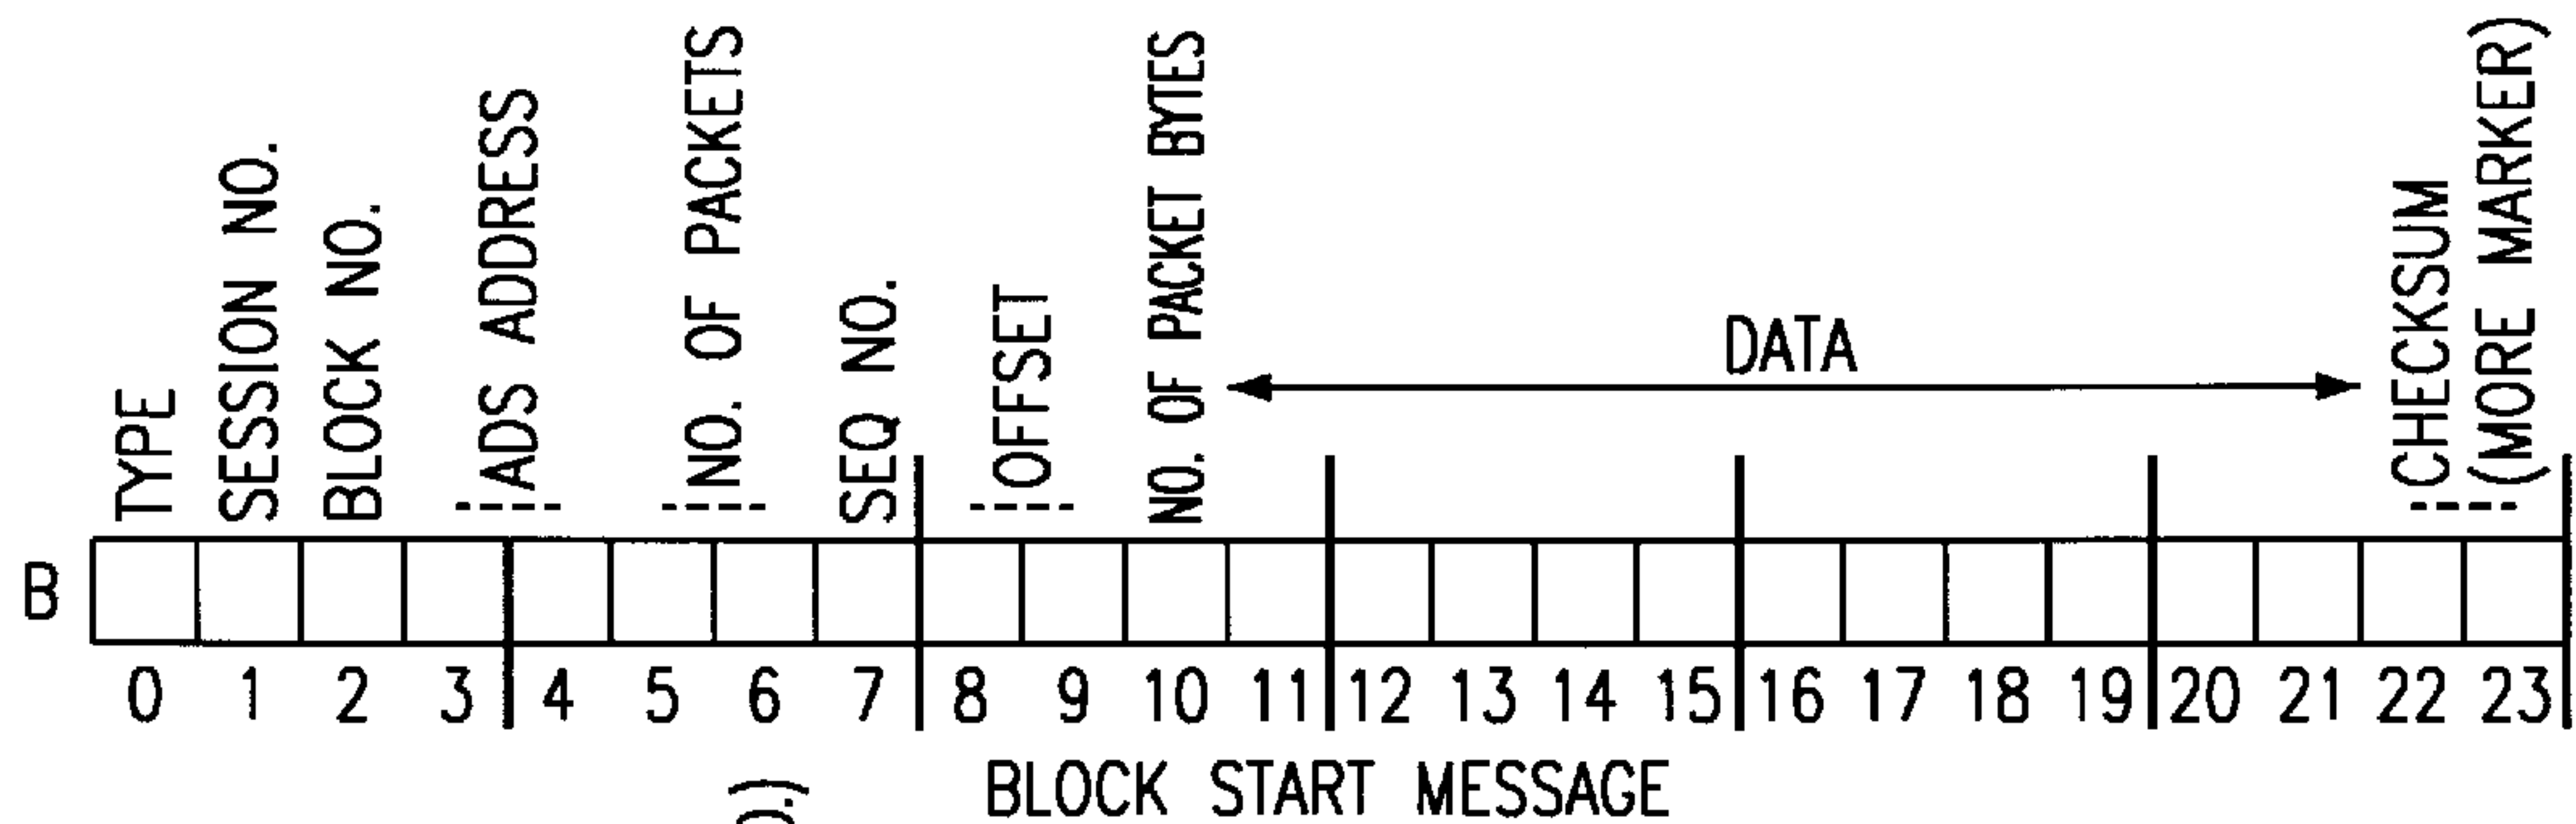 TYPE
SESSION NO.
BLOCK NO.
ADS ADDRESS
NO. OF PACKETS
SEQ NO.
OFFSET
NO. OF PACKET BYTES
DATA
CHECKSUM
(MORE MARKER)
B
0 1 2 3 4 5 6 7 8 9 10 11 12 13 14 15 16 17 18 19 20 21 22 23
BLOCK START MESSAGE